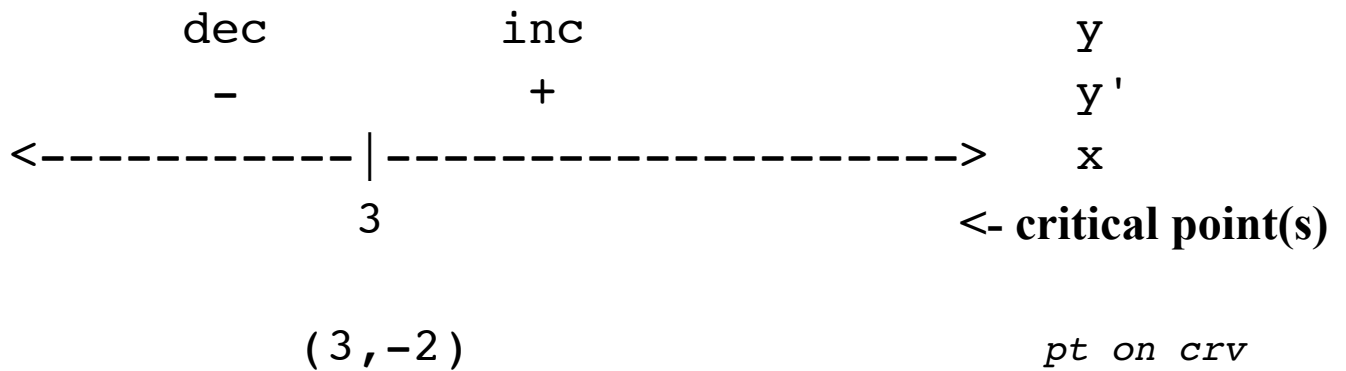 dec inc y
- + y'
<-----------|--------------------> x
3 <- critical point(s)
(3,-2) pt on crv